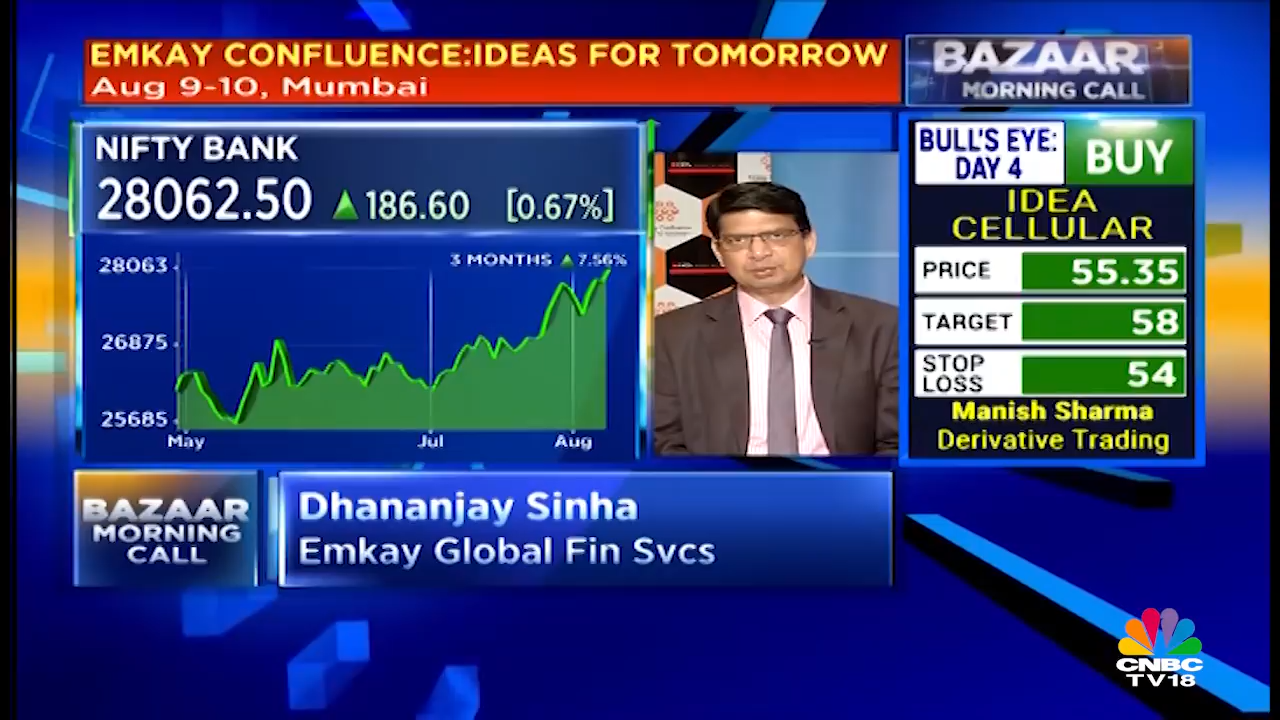 EMKAY CONFLUENCE:IDEAS FOR TOMORROW
Aug 9-10, Mumbai
BAZAAR
MORNING CALL
NIFTY BANK
28062.50 ▲ 186.60 [0.67%]
3 MONTHS ▲ 7.56%
28063
26875
25685
May Jul Aug
BULL'S EYE:
DAY 4
BUY
IDEA
CELLULAR
PRICE 55.35
TARGET 58
STOP
LOSS
54
Manish Sharma
Derivative Trading
BAZAAR
MORNING
CALL
Dhananjay Sinha
Emkay Global Fin Svcs
CNBC
TV18